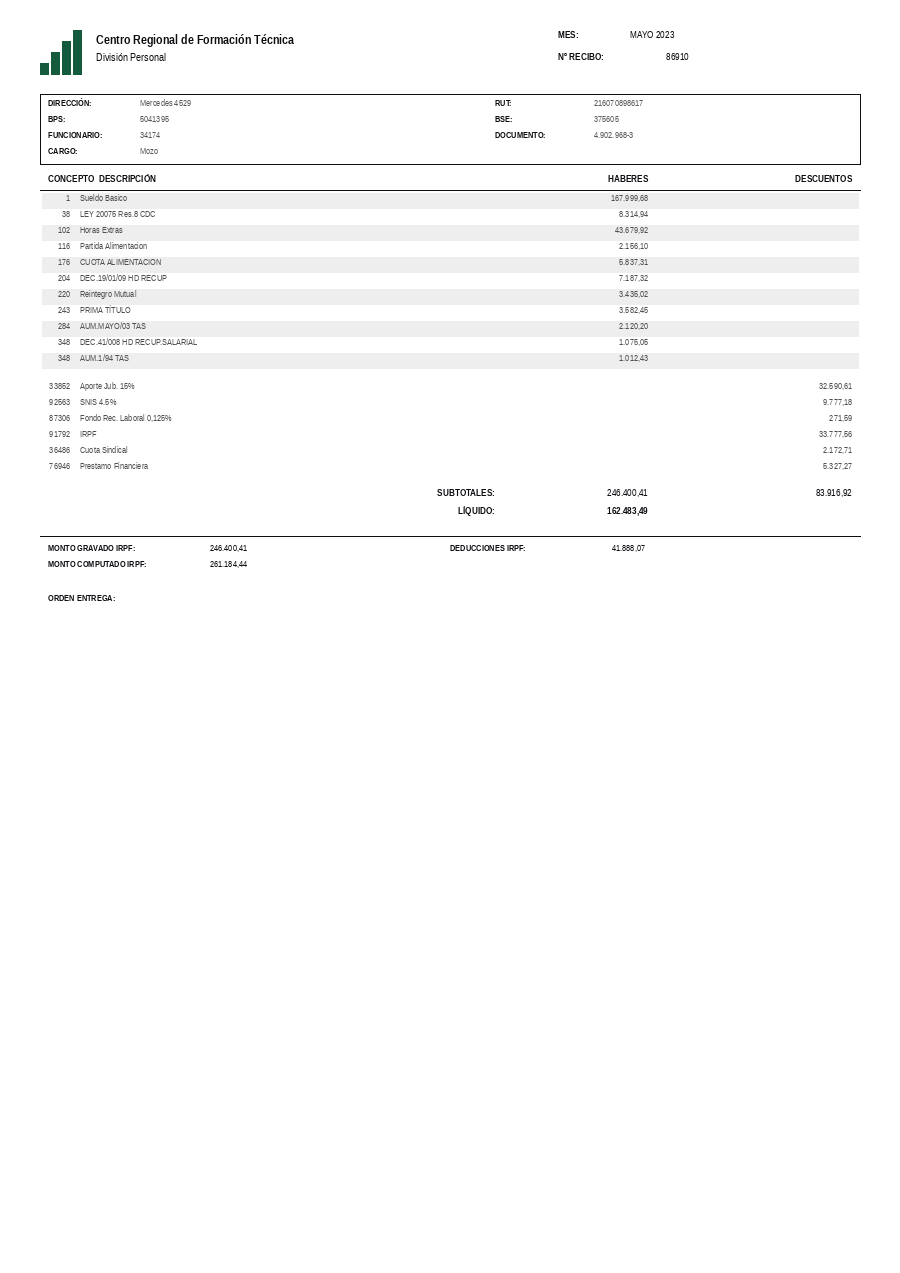 Centro Regional de Formación Técnica
División Personal
MES: MAYO 2023
Nº RECIBO: 86910
DIRECCIÓN: Mercedes 4529 RUT: 216070898617
BPS: 5041395 BSE: 375605
FUNCIONARIO: 34174 DOCUMENTO: 4.902.968-3
CARGO: Mozo
CONCEPTO DESCRIPCIÓN HABERES DESCUENTOS
1 Sueldo Basico 167.999,68
38 LEY 20075 Res.8 CDC 8.314,94
102 Horas Extras 43.679,92
116 Partida Alimentacion 2.156,10
176 CUOTA ALIMENTACION 5.837,31
204 DEC.19/01/09 HD RECUP 7.187,32
220 Reintegro Mutual 3.435,02
243 PRIMA TÍTULO 3.582,45
284 AUM.MAYO/03 TAS 2.120,20
348 DEC.41/008 HD RECUP.SALARIAL 1.075,05
348 AUM.1/94 TAS 1.012,43
33852 Aporte Jub. 15% 32.590,61
92563 SNIS 4.5% 9.777,18
87306 Fondo Rec. Laboral 0,125% 271,59
91792 IRPF 33.777,56
36486 Cuota Sindical 2.172,71
76946 Prestamo Financiera 5.327,27
SUBTOTALES: 246.400,41 83.916,92
LÍQUIDO: 162.483,49
MONTO GRAVADO IRPF: 246.400,41 DEDUCCIONES IRPF: 41.888,07
MONTO COMPUTADO IRPF: 261.184,44
ORDEN ENTREGA: